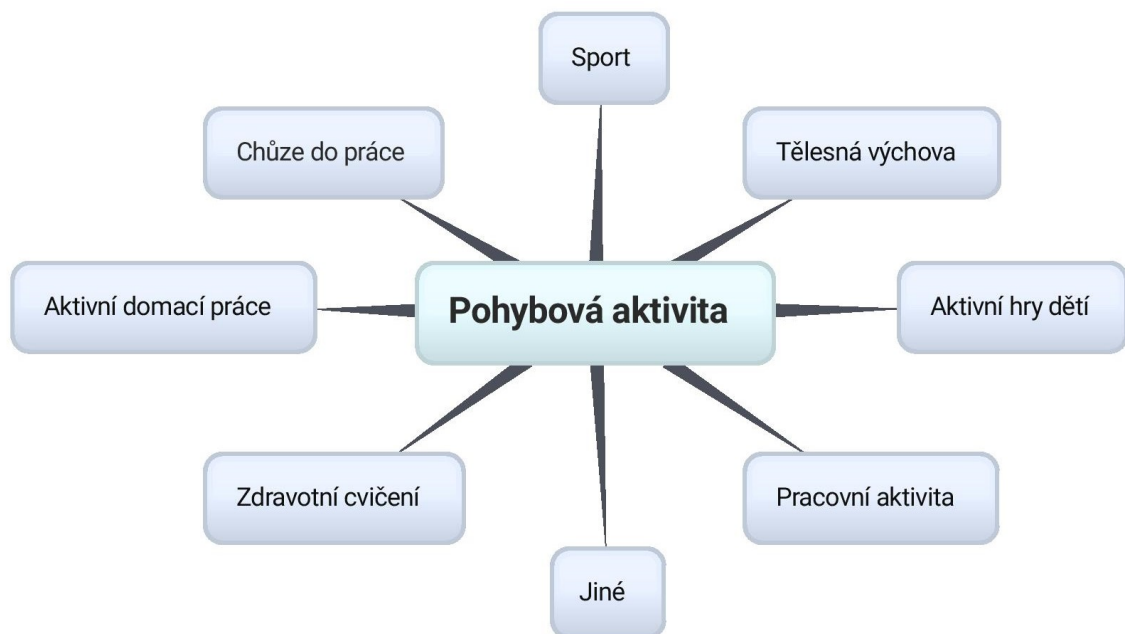 Sport
Chůze do práce
Tělesná výchova
Aktivní domací práce
Pohybová aktivita
Aktivní hry dětí
Zdravotní cvičení
Pracovní aktivita
Jiné